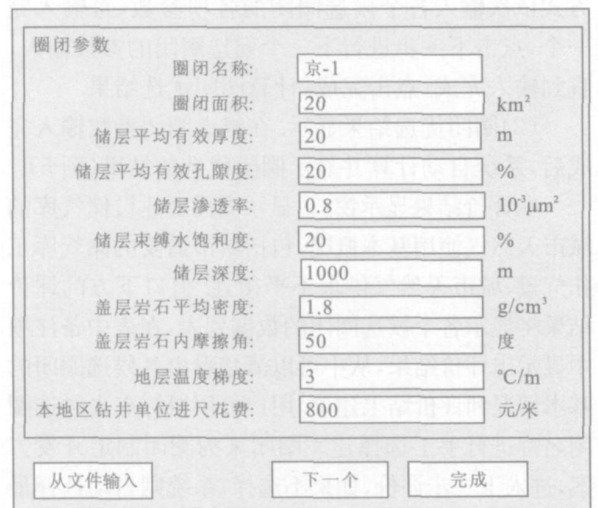 圈闭参数
圈闭名称: 京-1
圈闭面积: 20 km²
储层平均有效厚度: 20 m
储层平均有效孔隙度: 20 %
储层渗透率: 0.8 10⁻³μm²
储层束缚水饱和度: 20 %
储层深度: 1000 m
盖层岩石平均密度: 1.8 g/cm³
盖层岩石内摩擦角: 50 度
地层温度梯度: 3 °C/m
本地区钻井单位进尺花费: 800 元/米
从文件输入 下一个 完成